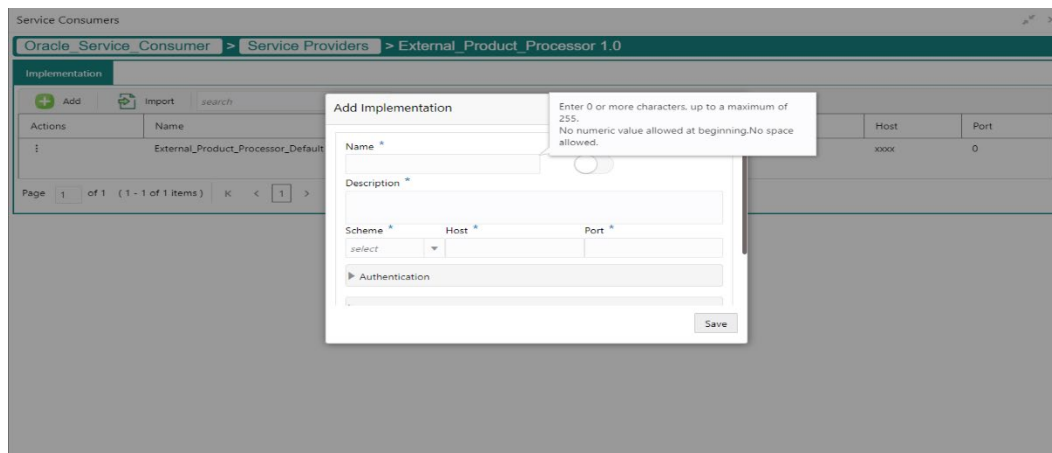 Service Consumers
Oracle_Service_Consumer > Service Providers > External_Product_Processor 1.0
Implementation
Add Import search
Actions Name Host Port
External_Product_Processor_Default xxxx 0
Page 1 of 1 (1 - 1 of 1 items) K < 1 >
Add Implementation
Enter 0 or more characters, up to a maximum of
255.
No numeric value allowed at beginning.No space
allowed.
Name *
Description *
Scheme * Host * Port *
select
Authentication
Save